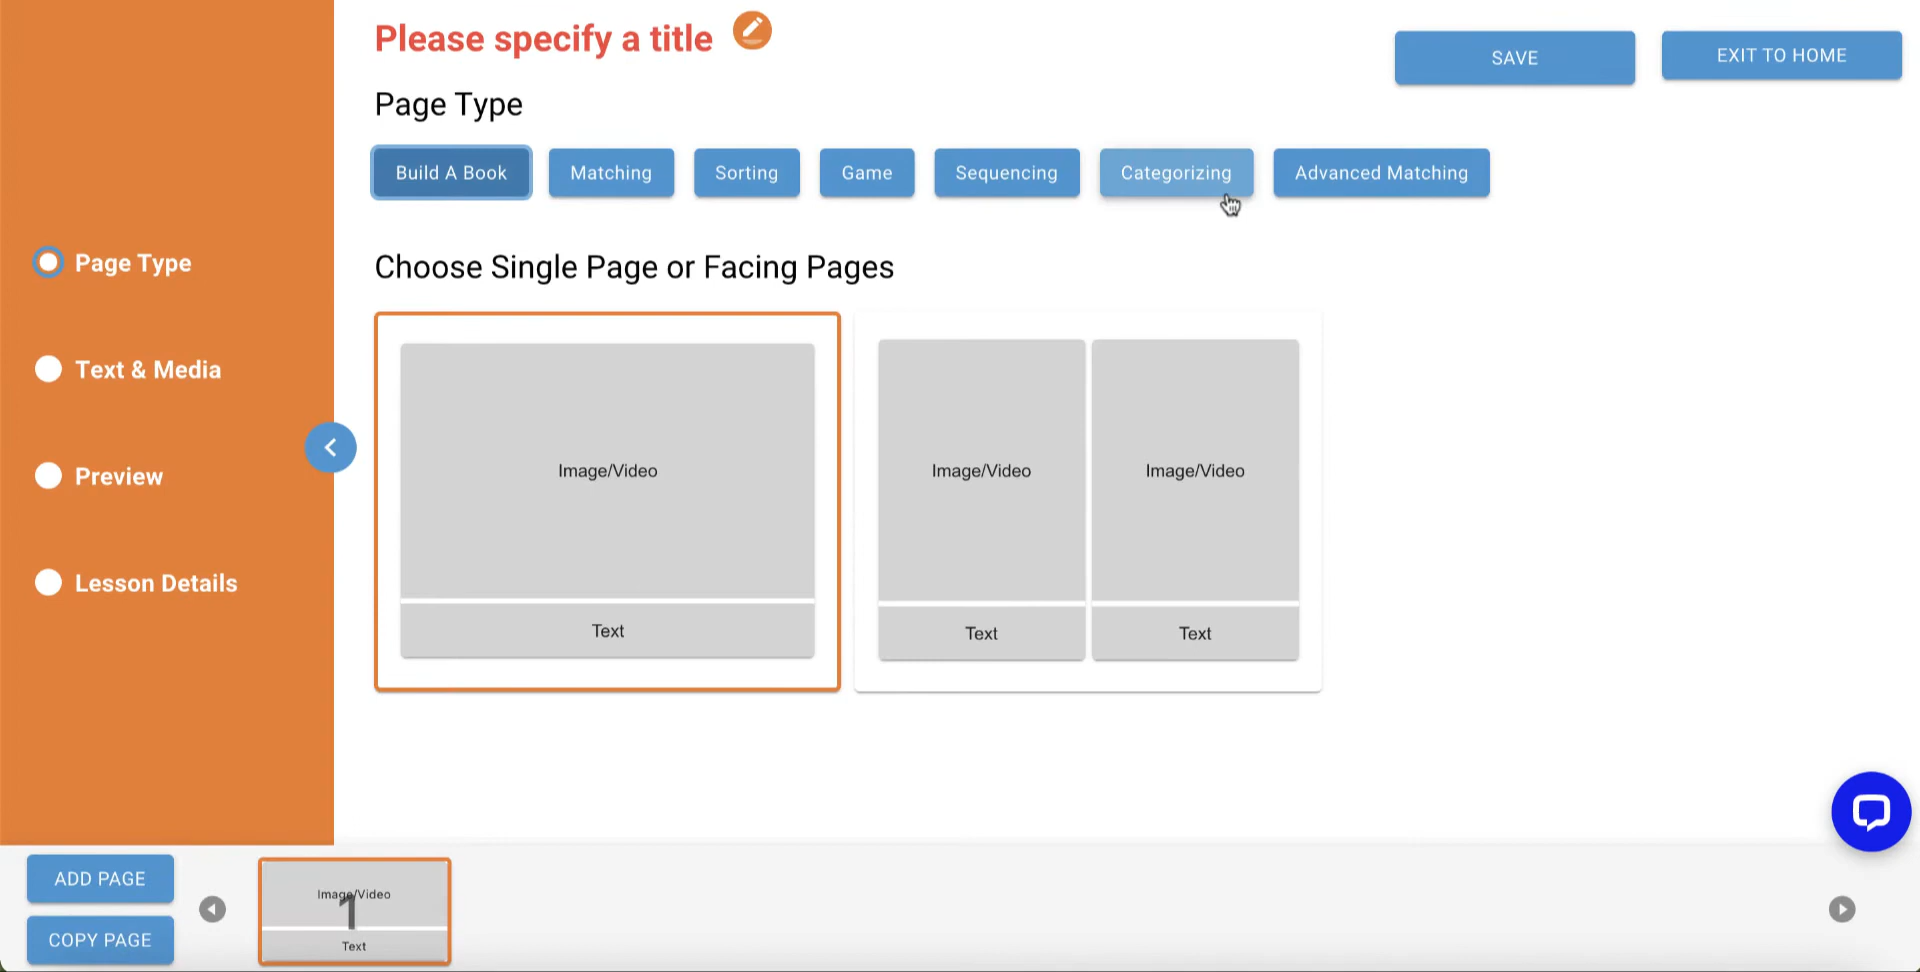 Please specify a title
SAVE
EXIT TO HOME
Page Type
Build A Book
Matching
Sorting
Game
Sequencing
Categorizing
Advanced Matching
Page Type
Text & Media
Preview
Lesson Details
Choose Single Page or Facing Pages
Image/Video
Text
Image/Video
Image/Video
Text
Text
ADD PAGE
COPY PAGE
Image/Video
1
Text